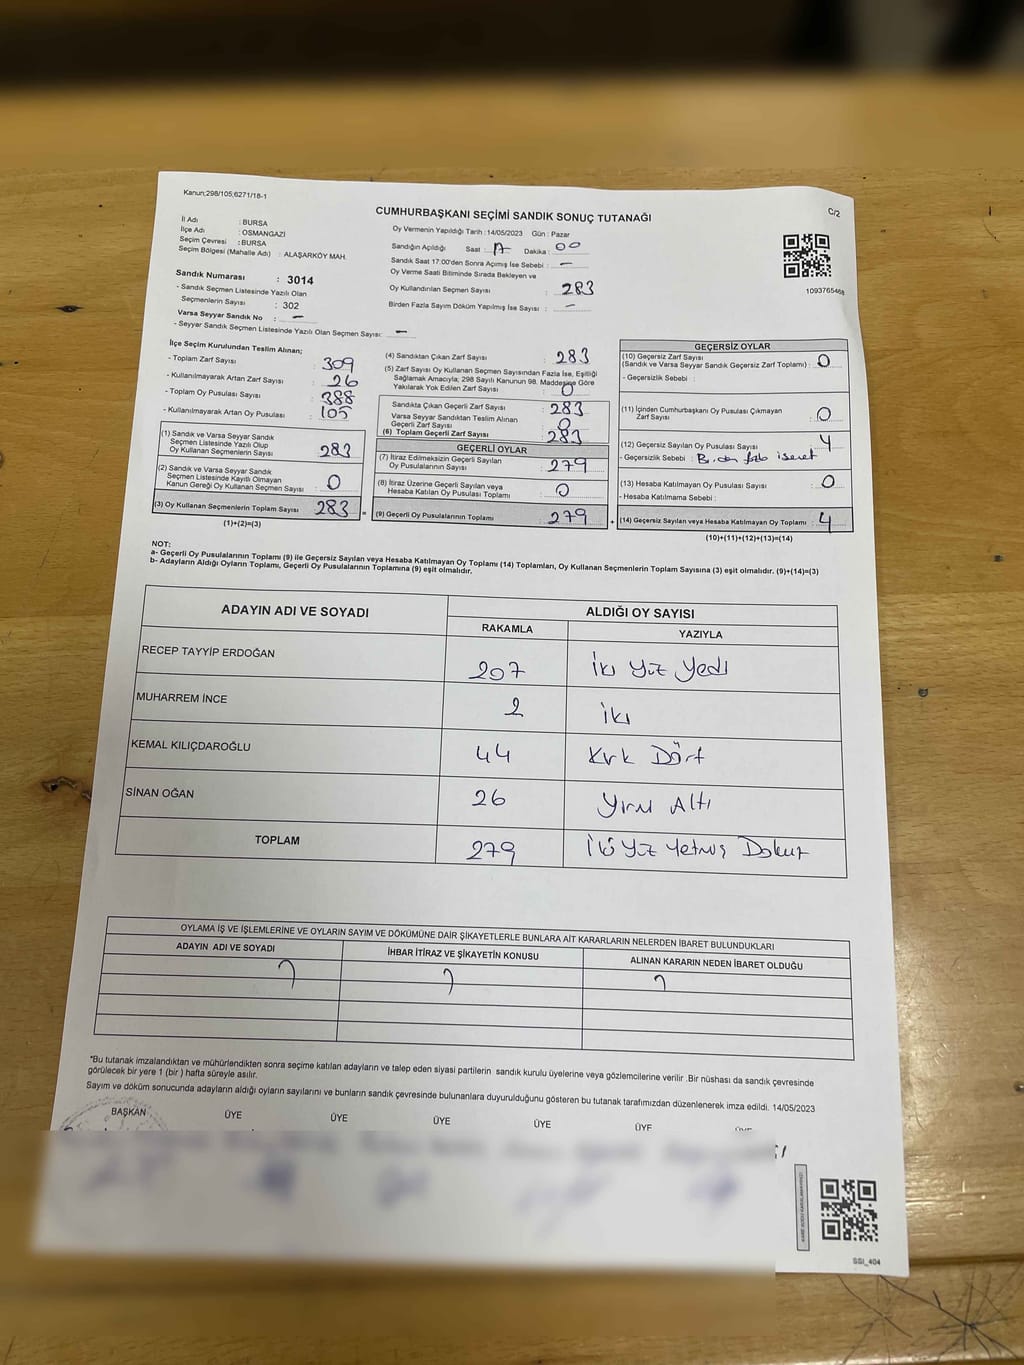 Kanun;298/105;6271/18-1
CUMHURBAŞKANI SEÇİMİ SANDIK SONUÇ TUTANAĞI
C/2
İl Adı : BURSA
İlçe Adı : OSMANGAZİ
Seçim Çevresi : BURSA
Seçim Bölgesi (Mahalle Adı) : ALAŞARKÖY MAH.
Sandık Numarası : 3014
- Sandık Seçmen Listesinde Yazılı Olan
Seçmenlerin Sayısı : 302
Varsa Seyyar Sandık No : –
- Seyyar Sandık Seçmen Listesinde Yazılı Olan Seçmen Sayısı: –
Oy Vermenin Yapıldığı Tarih : 14/05/2023 Gün : Pazar
Sandığın Açıldığı Saat : 17 Dakika : 00
Sandık Saat 17:00'den Sonra Açımış İse Sebebi : –
Oy Verme Saati Bitiminde Sırada Bekleyen ve
Oy Kullandırılan Seçmen Sayısı : 283
Birden Fazla Sayım Döküm Yapılmış İse Sayısı : –
1093765468
İlçe Seçim Kurulundan Teslim Alınan;
- Toplam Zarf Sayısı : 309
- Kullanılmayarak Artan Zarf Sayısı : 26
- Toplam Oy Pusulası Sayısı : 388
- Kullanılmayarak Artan Oy Pusulası : 105
(1) Sandık ve Varsa Seyyar Sandık
Seçmen Listesinde Yazılı Olup
Oy Kullanan Seçmenlerin Sayısı : 283
(2) Sandık ve Varsa Seyyar Sandık
Seçmen Listesinde Kayıtlı Olmayan
Kanun Gereği Oy Kullanan Seçmen Sayısı : 0
(3) Oy Kullanan Seçmenlerin Toplam Sayısı : 283 =
(1)+(2)=(3)
(4) Sandıktan Çıkan Zarf Sayısı : 283
(5) Zarf Sayısı Oy Kullanan Seçmen Sayısından Fazla İse, Eşitliği
Sağlamak Amacıyla; 298 Sayılı Kanunun 98. Maddesine Göre
Yakılarak Yok Edilen Zarf Sayısı : 0
Sandıkta Çıkan Geçerli Zarf Sayısı : 283
Varsa Seyyar Sandıktan Teslim Alınan
Geçerli Zarf Sayısı : 0
(6) Toplam Geçerli Zarf Sayısı : 283
GEÇERLİ OYLAR
(7) İtiraz Edilmeksizin Geçerli Sayılan
Oy Pusulalarının Sayısı : 279
(8) İtiraz Üzerine Geçerli Sayılan veya
Hesaba Katılan Oy Pusulası Toplamı : 0
(9) Geçerli Oy Pusulalarının Toplamı : 279 +
GEÇERSİZ OYLAR
(10) Geçersiz Zarf Sayısı
(Sandık ve Varsa Seyyar Sandık Geçersiz Zarf Toplamı) : 0
- Geçersizlik Sebebi :
(11) İçinden Cumhurbaşkanı Oy Pusulası Çıkmayan
Zarf Sayısı : 0
(12) Geçersiz Sayılan Oy Pusulası Sayısı : 4
- Geçersizlik Sebebi : Birden fazla işaret
(13) Hesaba Katılmayan Oy Pusulası Sayısı : 0
- Hesaba Katılmama Sebebi :
(14) Geçersiz Sayılan veya Hesaba Katılmayan Oy Toplamı : 4
(10)+(11)+(12)+(13)=(14)
NOT:
a- Geçerli Oy Pusulalarının Toplamı (9) ile Geçersiz Sayılan veya Hesaba Katılmayan Oy Toplamı (14) Toplamları, Oy Kullanan Seçmenlerin Toplam Sayısına (3) eşit olmalıdır. (9)+(14)=(3)
b- Adayların Aldığı Oyların Toplamı, Geçerli Oy Pusulalarının Toplamına (9) eşit olmalıdır.
ADAYIN ADI VE SOYADI ALDIĞI OY SAYISI
RAKAMLA YAZIYLA
RECEP TAYYİP ERDOĞAN 207 İki Yüz Yedi
MUHARREM İNCE 2 İki
KEMAL KILIÇDAROĞLU 44 Kırk Dört
SİNAN OĞAN 26 Yirmi Altı
TOPLAM 279 İki Yüz Yetmiş Dokuz
OYLAMA İŞ VE İŞLEMLERİNE VE OYLARIN SAYIM VE DÖKÜMÜNE DAİR ŞİKAYETLERLE BUNLARA AİT KARARLARIN NELERDEN İBARET BULUNDUKLARI
ADAYIN ADI VE SOYADI İHBAR İTİRAZ VE ŞİKAYETİN KONUSU ALINAN KARARIN NEDEN İBARET OLDUĞU
*Bu tutanak imzalandıktan ve mühürlendikten sonra seçime katılan adayların ve talep eden siyasi partilerin sandık kurulu üyelerine veya gözlemcilerine verilir .Bir nüshası da sandık çevresinde
görülecek bir yere 1 (bir ) hafta süreyle asılır.
Sayım ve döküm sonucunda adayların aldığı oyların sayılarını ve bunların sandık çevresinde bulunanlara duyurulduğunu gösteren bu tutanak tarafımızdan düzenlenerek imza edildi. 14/05/2023
BAŞKAN ÜYE ÜYE ÜYE ÜYE ÜYE
SSI_404